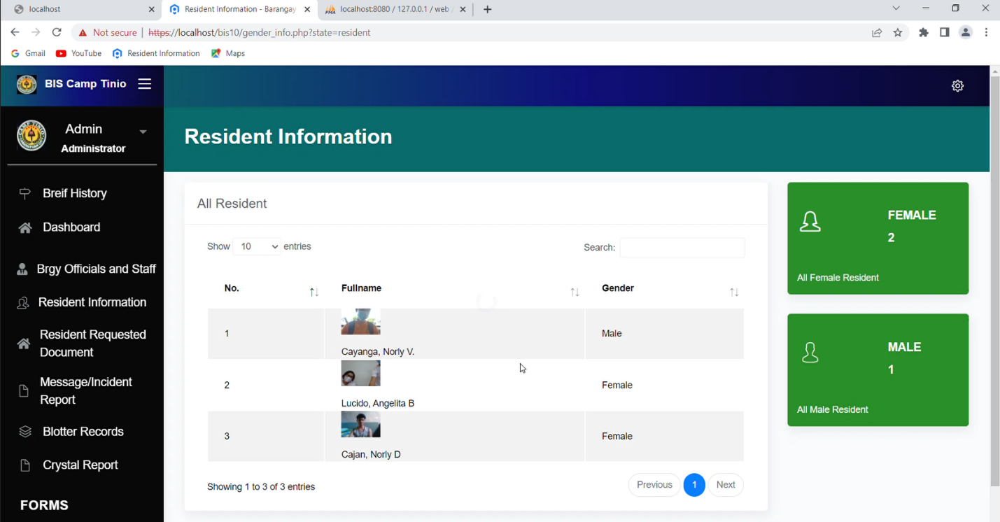 localhost
Resident Information - Barangay
localhost:8080 / 127.0.0.1 / web
Not secure
https://localhost/bis10/gender_info.php?state=resident
Gmail
YouTube
Resident Information
Maps
BIS Camp Tinio
Admin
Administrator
Breif History
Dashboard
Brgy Officials and Staff
Resident Information
Resident Requested
Document
Message/Incident
Report
Blotter Records
Crystal Report
FORMS
Resident Information
All Resident
Show 10 entries
Search:
No. Fullname Gender
1 Cayanga, Norly V. Male
2 Lucido, Angelita B Female
3 Cajan, Norly D Female
Showing 1 to 3 of 3 entries
Previous 1 Next
FEMALE
2
All Female Resident
MALE
1
All Male Resident